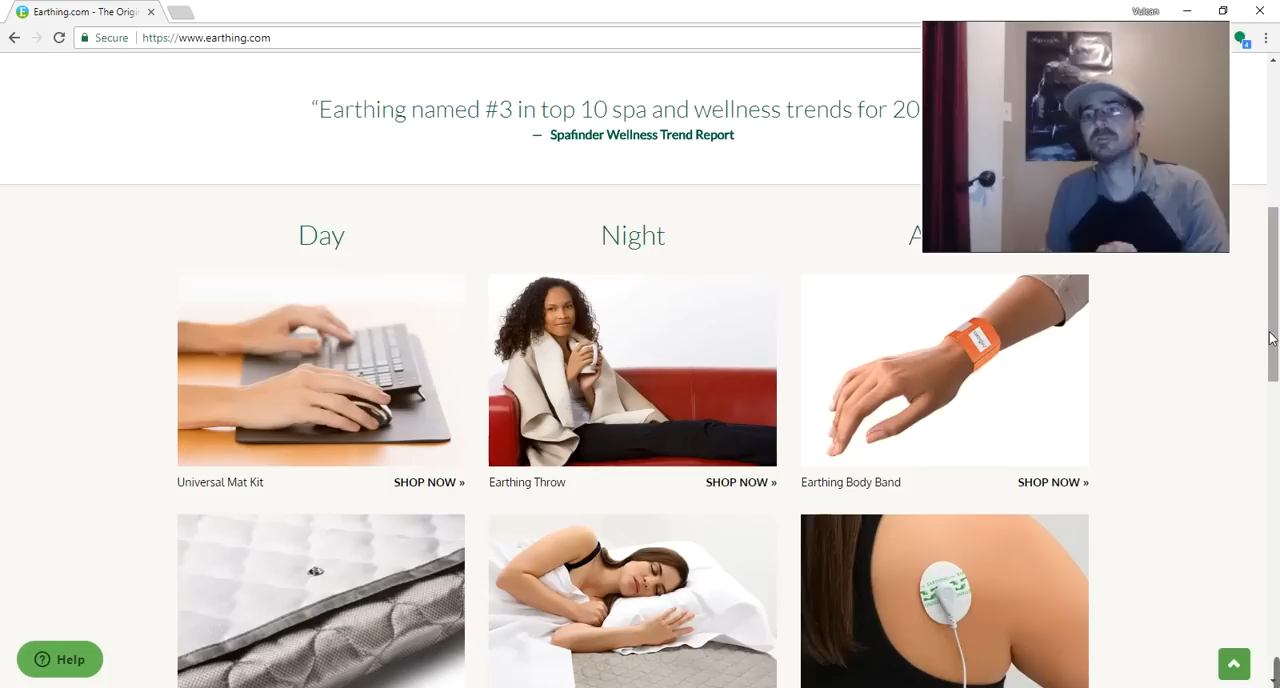 Earthing.com - The Origin
Vulcan
Secure
https://www.earthing.com
4
“Earthing named #3 in top 10 spa and wellness trends for 20
— Spafinder Wellness Trend Report
Day
Night
A
Universal Mat Kit
SHOP NOW »
Earthing Throw
SHOP NOW »
Earthing Body Band
SHOP NOW »
Help